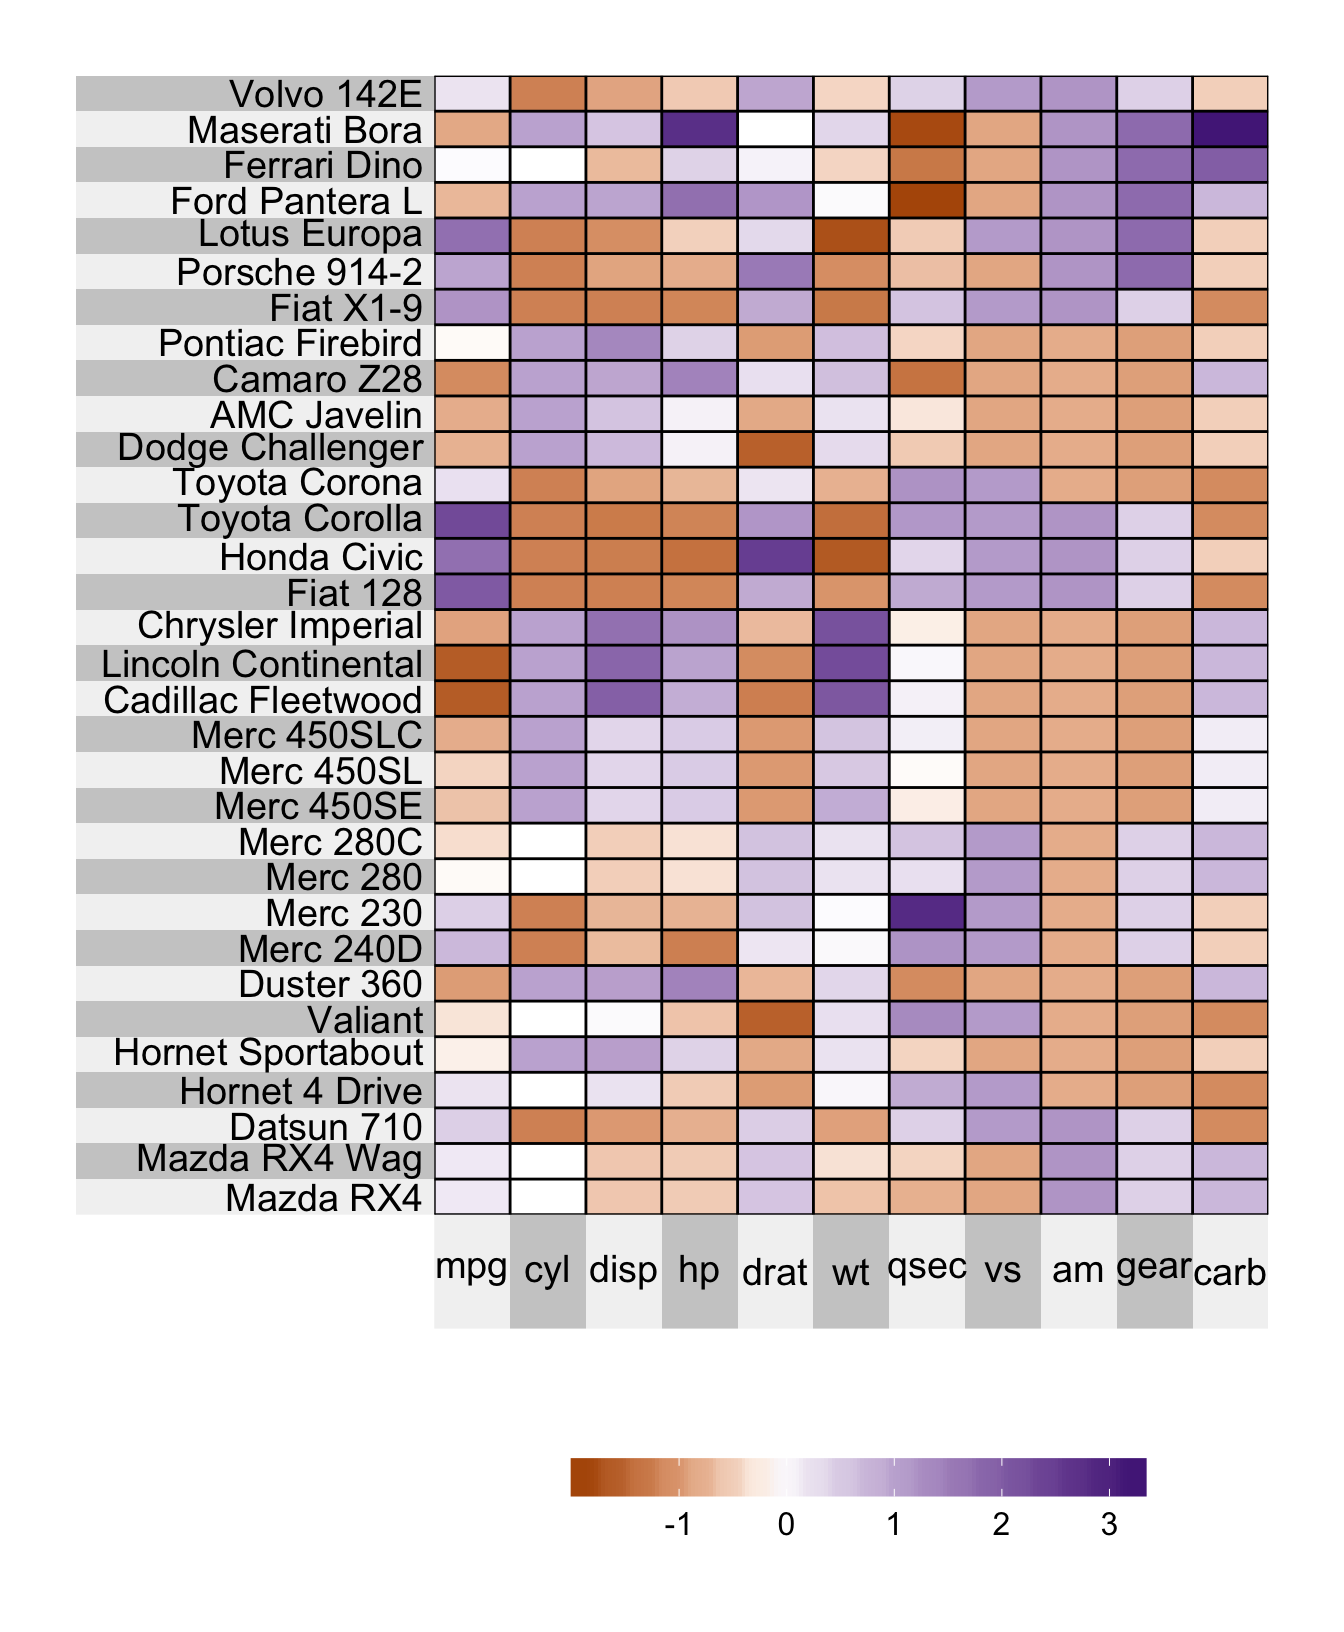 Volvo 142E
Maserati Bora
Ferrari Dino
Ford Pantera L
Lotus Europa
Porsche 914-2
Fiat X1-9
Pontiac Firebird
Camaro Z28
AMC Javelin
Dodge Challenger
Toyota Corona
Toyota Corolla
Honda Civic
Fiat 128
Chrysler Imperial
Lincoln Continental
Cadillac Fleetwood
Merc 450SLC
Merc 450SL
Merc 450SE
Merc 280C
Merc 280
Merc 230
Merc 240D
Duster 360
Valiant
Hornet Sportabout
Hornet 4 Drive
Datsun 710
Mazda RX4 Wag
Mazda RX4
mpg cyl disp hp drat wt qsec vs am gear carb
-1 0 1 2 3